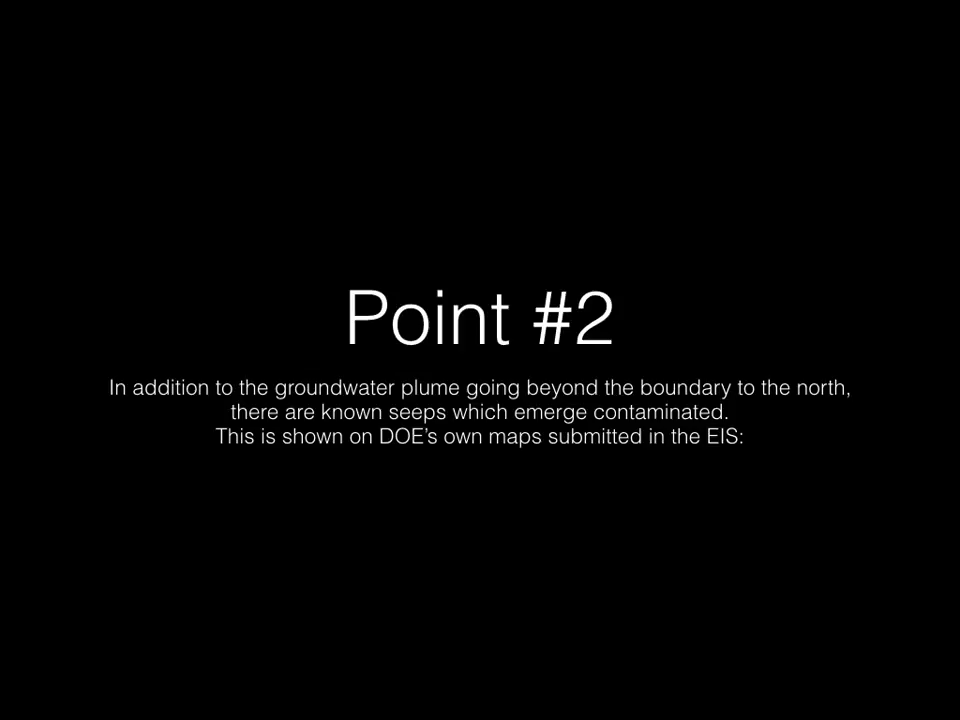 Point #2
In addition to the groundwater plume going beyond the boundary to the north,
there are known seeps which emerge contaminated.
This is shown on DOE’s own maps submitted in the EIS: